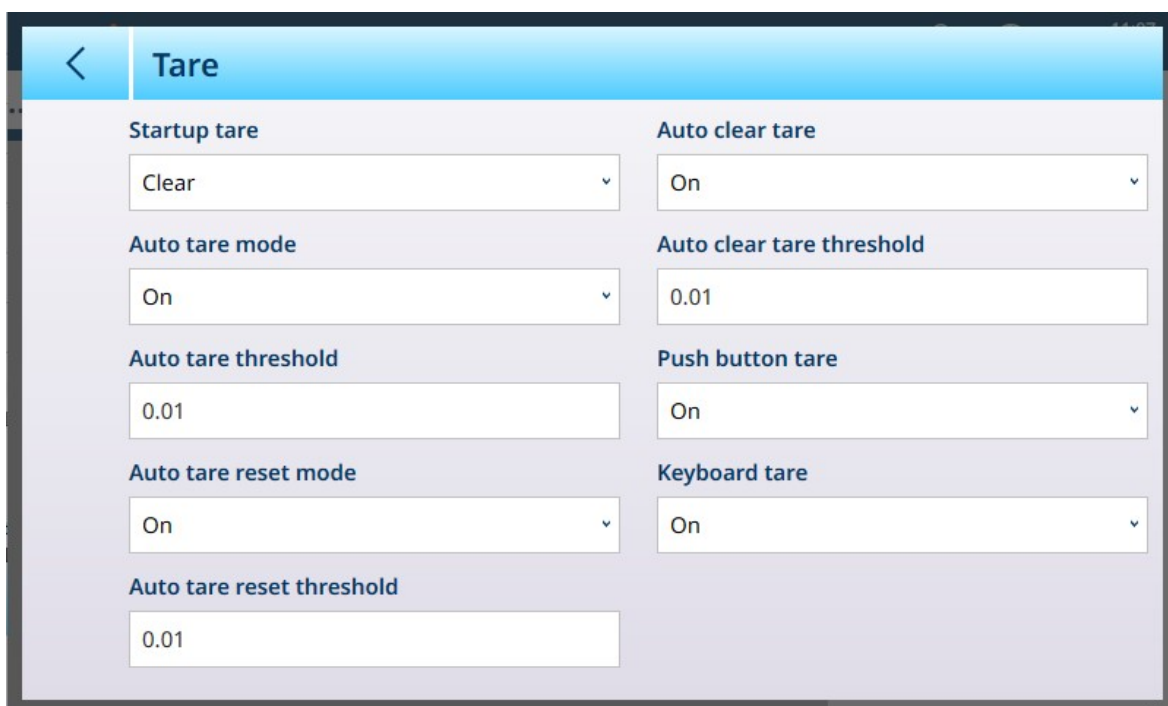 Tare
Startup tare
Clear
Auto tare mode
On
Auto tare threshold
0.01
Auto tare reset mode
On
Auto tare reset threshold
0.01
Auto clear tare
On
Auto clear tare threshold
0.01
Push button tare
On
Keyboard tare
On